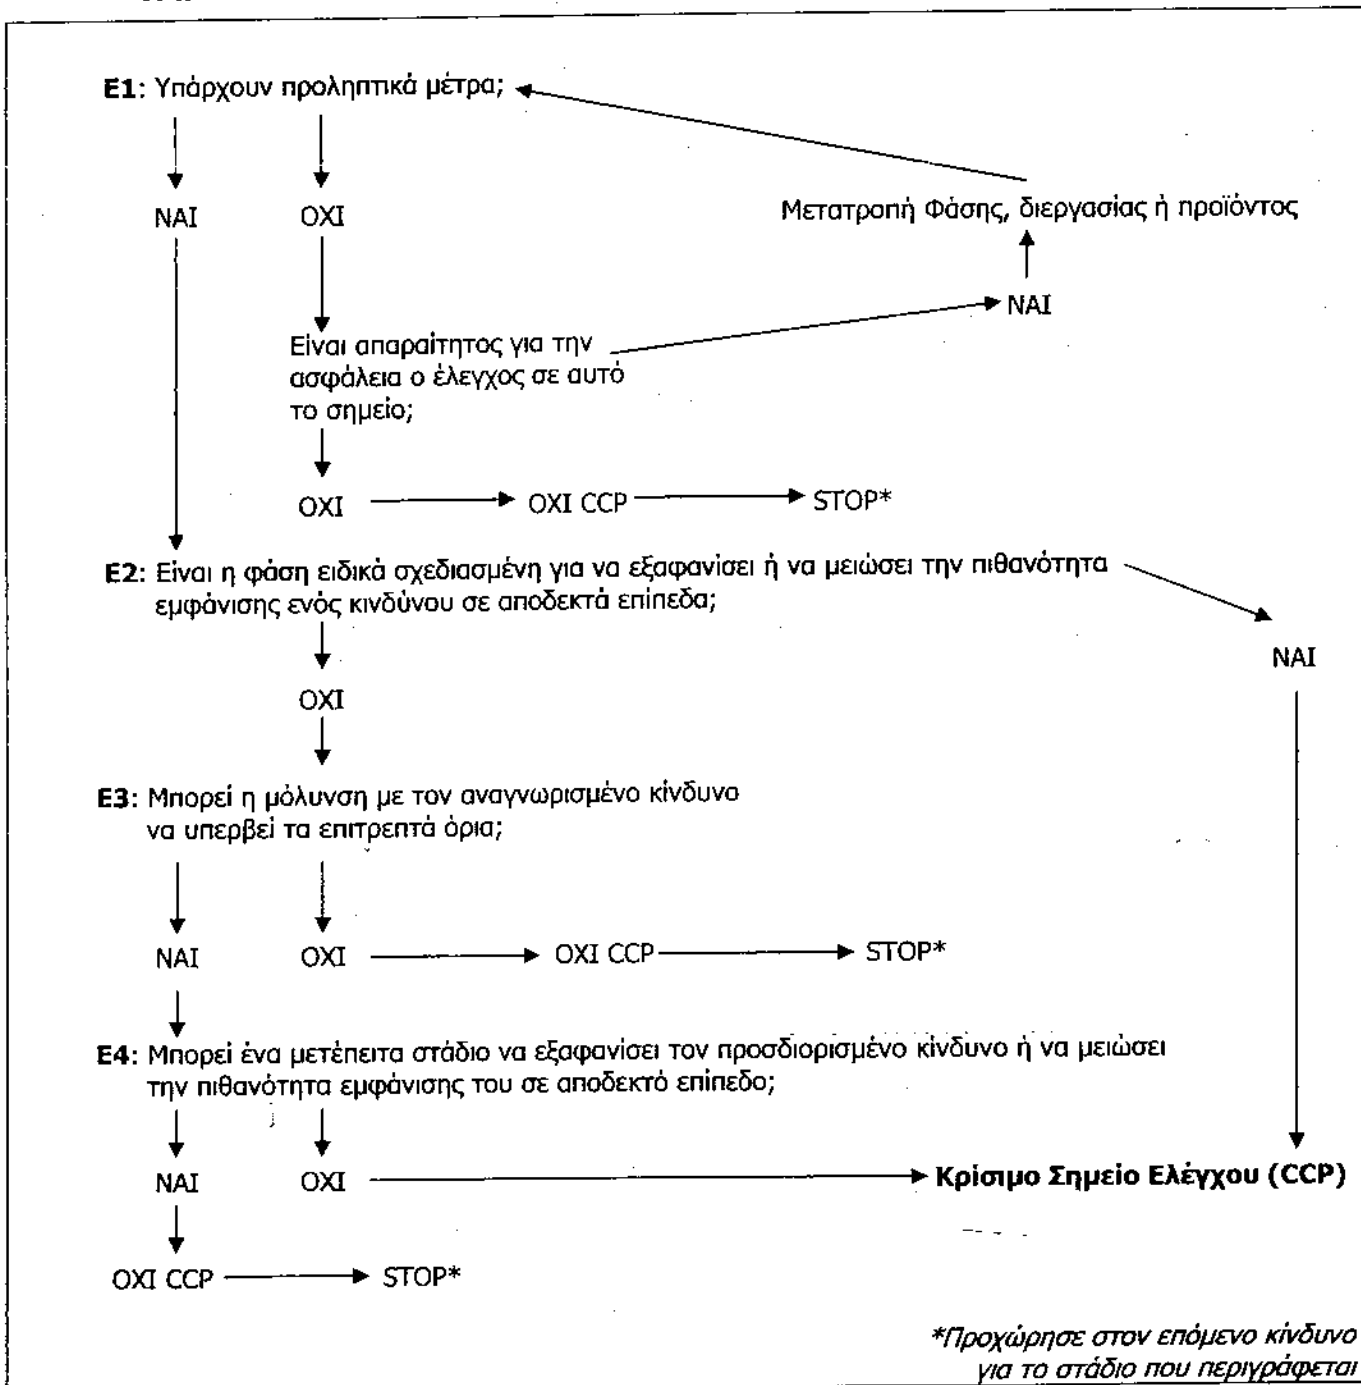 E1: Υπάρχουν προληπτικά μέτρα;
ΝΑΙ ΟΧΙ
Μετατροπή Φάσης, διεργασίας ή προϊόντος
ΝΑΙ
Είναι απαραίτητος για την
ασφάλεια ο έλεγχος σε αυτό
το σημείο;
ΟΧΙ ΟΧΙ CCP STOP*
E2: Είναι η φάση ειδικά σχεδιασμένη για να εξαφανίσει ή να μειώσει την πιθανότητα
εμφάνισης ενός κινδύνου σε αποδεκτά επίπεδα;
ΝΑΙ
ΟΧΙ
E3: Μπορεί η μόλυνση με τον αναγνωρισμένο κίνδυνο
να υπερβεί τα επιτρεπτά όρια;
ΝΑΙ ΟΧΙ ΟΧΙ CCP STOP*
E4: Μπορεί ένα μετέπειτα στάδιο να εξαφανίσει τον προσδιορισμένο κίνδυνο ή να μειώσει
την πιθανότητα εμφάνισης του σε αποδεκτό επίπεδο;
ΝΑΙ ΟΧΙ Κρίσιμο Σημείο Ελέγχου (CCP)
ΟΧΙ CCP STOP*
*Προχώρησε στον επόμενο κίνδυνο
για το στάδιο που περιγράφεται